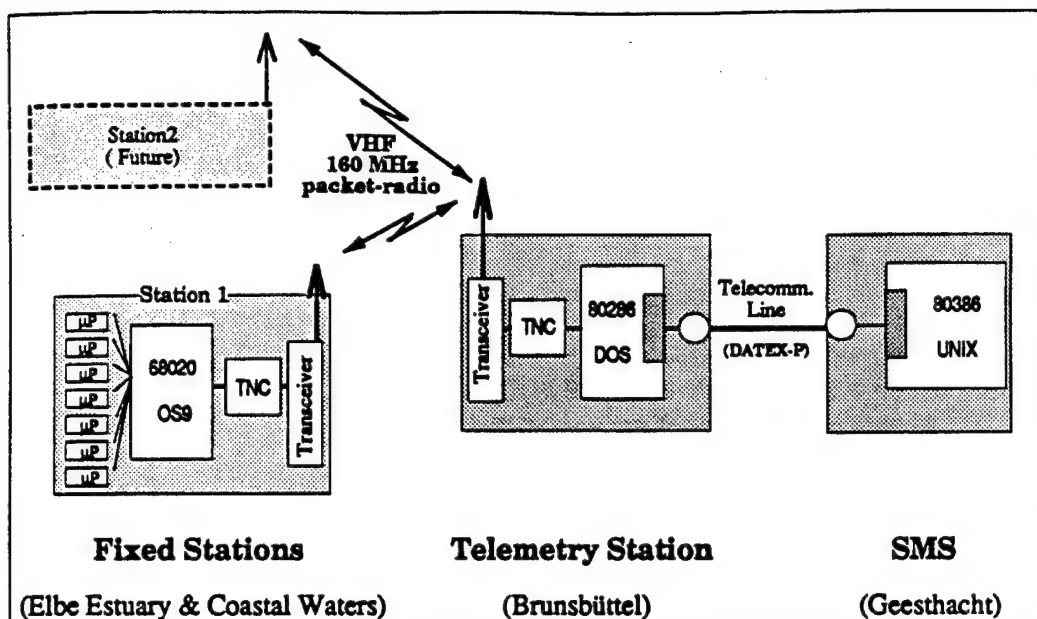 Station2
( Future)
VHF
160 MHz
packet-radio
Station 1
µP
µP
µP
µP
µP
µP
µP
68020
OS9
TNC
Transceiver
Transceiver
TNC
80286
DOS
Telecomm.
Line
(DATEX-P)
80386
UNIX
Fixed Stations
(Elbe Estuary & Coastal Waters)
Telemetry Station
(Brunsbüttel)
SMS
(Geesthacht)